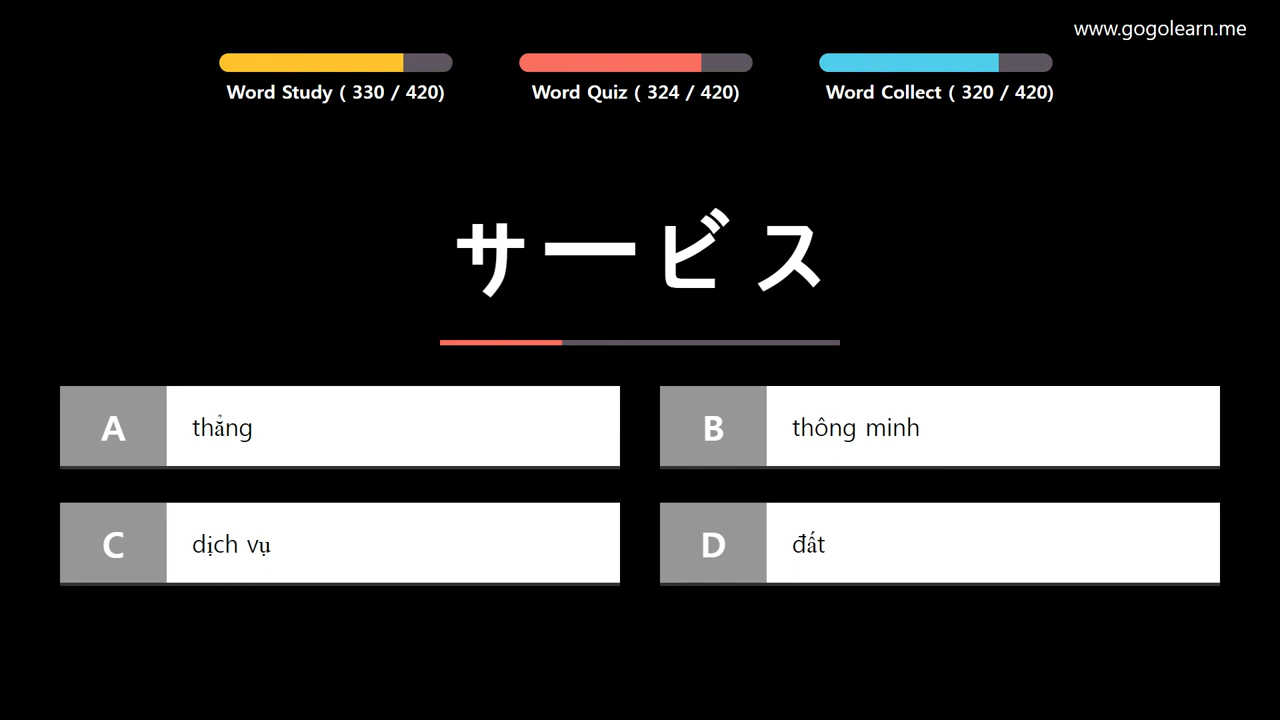 www.gogolearn.me
Word Study ( 330 / 420)
Word Quiz ( 324 / 420)
Word Collect ( 320 / 420)
サービス
A thẳng
B thông minh
C dịch vụ
D đất